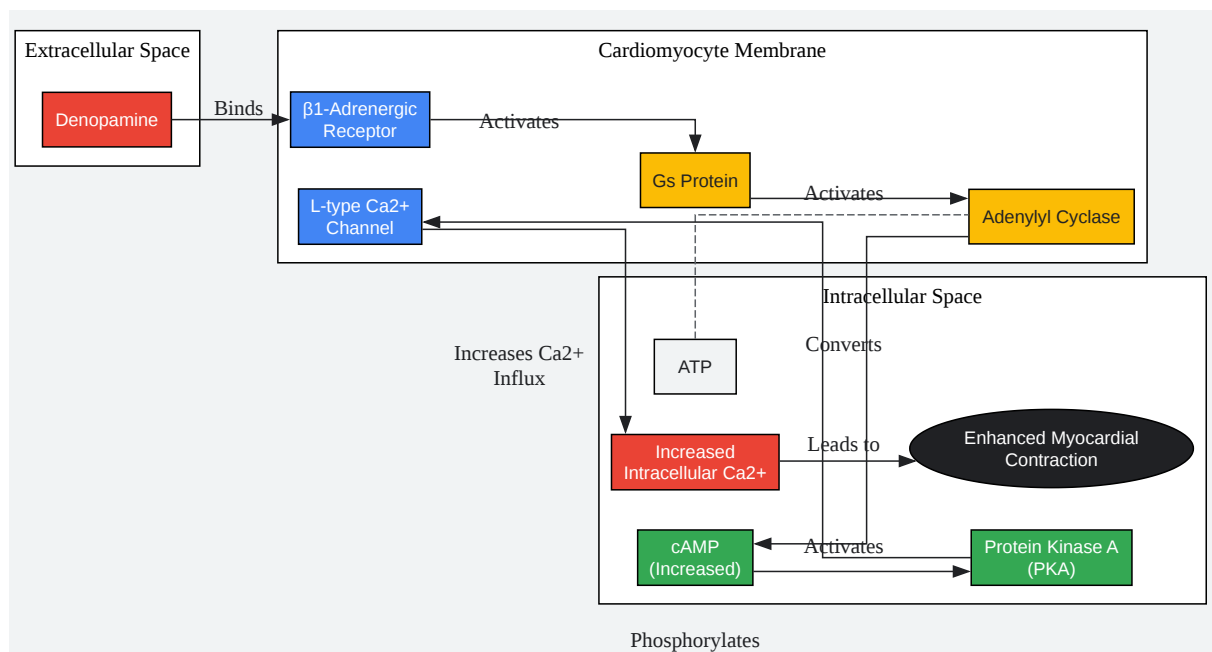 Extracellular Space
Cardiomyocyte Membrane
Denopamine
Binds
β1-Adrenergic
Receptor
Activates
Gs Protein
Activates
L-type Ca2+
Channel
Adenylyl Cyclase
Intracellular Space
Increases Ca2+
Influx
ATP
Converts
Increased
Intracellular Ca2+
Leads to
Enhanced Myocardial
Contraction
cAMP
(Increased)
Activates
Protein Kinase A
(PKA)
Phosphorylates